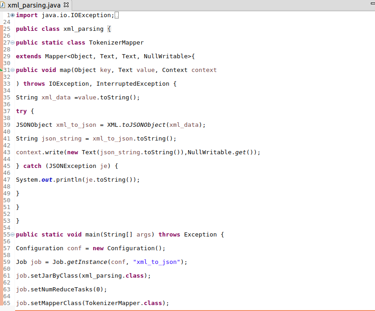 xml_parsing.java
1 import java.io.IOException;
24
25 public class xml_parsing {
26
27 public static class TokenizerMapper
28
29 extends Mapper<Object, Text, Text, NullWritable>{
30
31 public void map(Object key, Text value, Context context
32
33 ) throws IOException, InterruptedException {
34
35 String xml_data =value.toString();
36
37 try {
38
39 JSONObject xml_to_json = XML.toJSONObject(xml_data);
40
41 String json_string = xml_to_json.toString();
42
43 context.write(new Text(json_string.toString()),NullWritable.get());
44
45 } catch (JSONException je) {
46
47 System.out.println(je.toString());
48
49 }
50
51 }
52
53 }
54
55 public static void main(String[] args) throws Exception {
56
57 Configuration conf = new Configuration();
58
59 Job job = Job.getInstance(conf, "xml_to_json");
60
61 job.setJarByClass(xml_parsing.class);
62
63 job.setNumReduceTasks(0);
64
65 job.setMapperClass(TokenizerMapper.class);